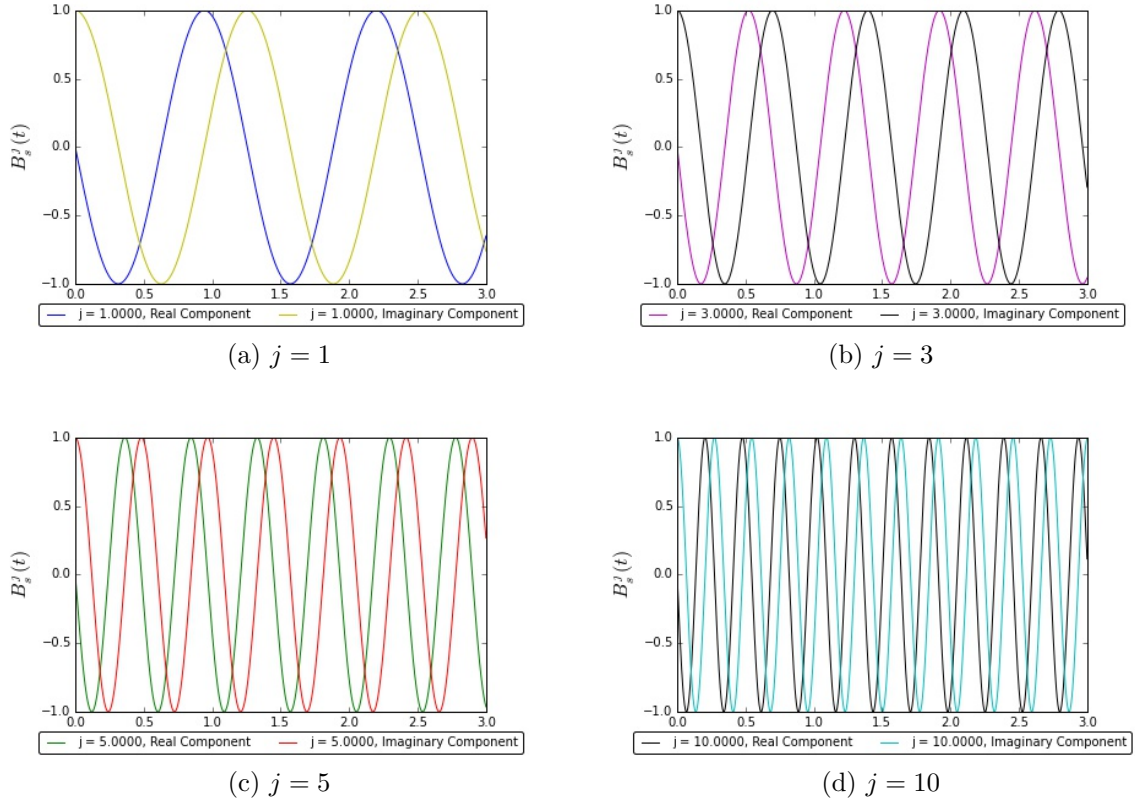 1.0
0.5
0.0
−0.5
−1.0
B_s^j(t)
0.0 0.5 1.0 1.5 2.0 2.5 3.0
j = 1.0000, Real Component j = 1.0000, Imaginary Component
(a) j = 1
1.0
0.5
0.0
−0.5
−1.0
B_s^j(t)
0.0 0.5 1.0 1.5 2.0 2.5 3.0
j = 3.0000, Real Component j = 3.0000, Imaginary Component
(b) j = 3
1.0
0.5
0.0
−0.5
−1.0
B_s^j(t)
0.0 0.5 1.0 1.5 2.0 2.5 3.0
j = 5.0000, Real Component j = 5.0000, Imaginary Component
(c) j = 5
1.0
0.5
0.0
−0.5
−1.0
B_s^j(t)
0.0 0.5 1.0 1.5 2.0 2.5 3.0
j = 10.0000, Real Component j = 10.0000, Imaginary Component
(d) j = 10